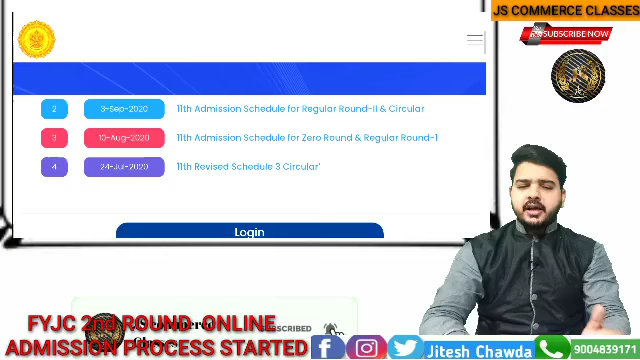 JS COMMERCE CLASSES
SUBSCRIBE NOW
2 3-Sep-2020 11th Admission Schedule for Regular Round-II & Circular
3 10-Aug-2020 11th Admission Schedule for Zero Round & Regular Round-1
4 24-Jul-2020 11th Revised Schedule 3 Circular'
Login
SUBSCRIBED
FYJC 2nd ROUND ONLINE
ADMISSION PROCESS STARTED
Jitesh Chawda
9004839171